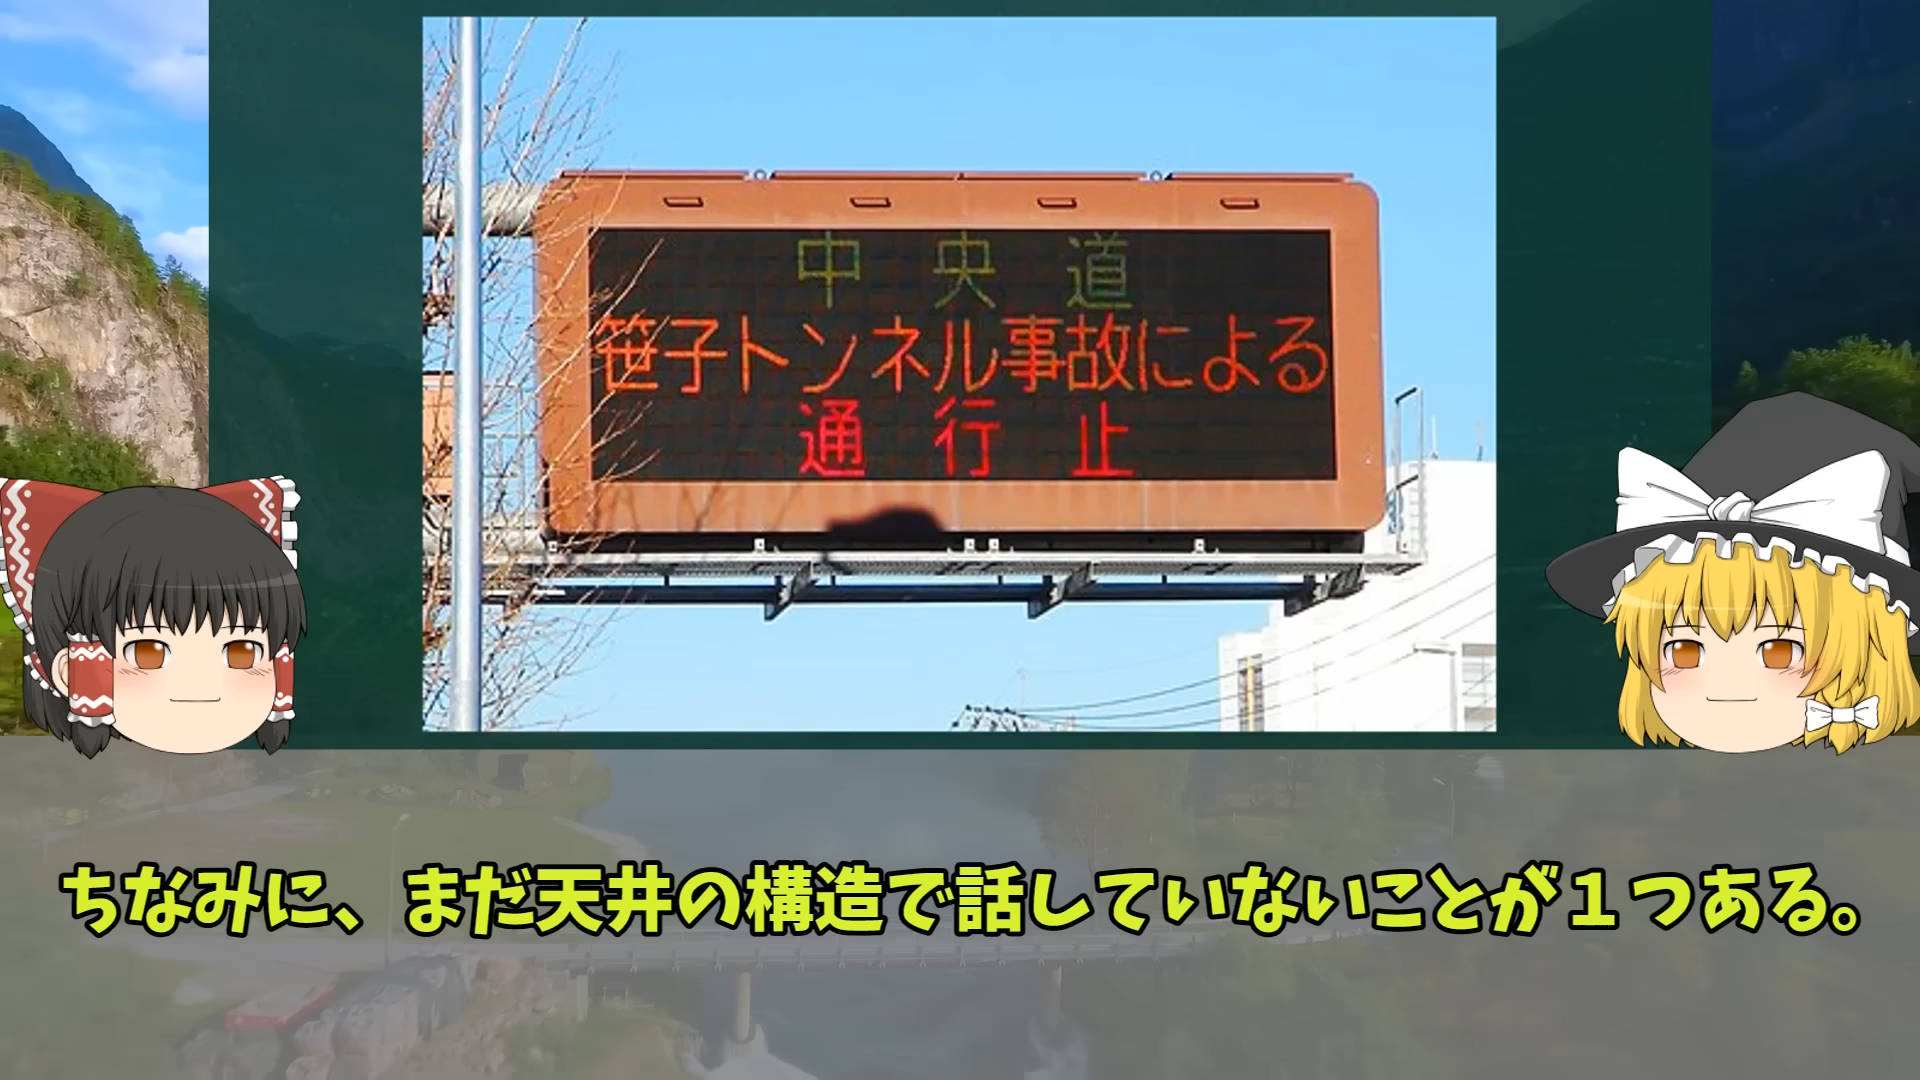 中央道
笹子トンネル事故による
通行止
ちなみに、まだ天井の構造で話していないことが１つある。